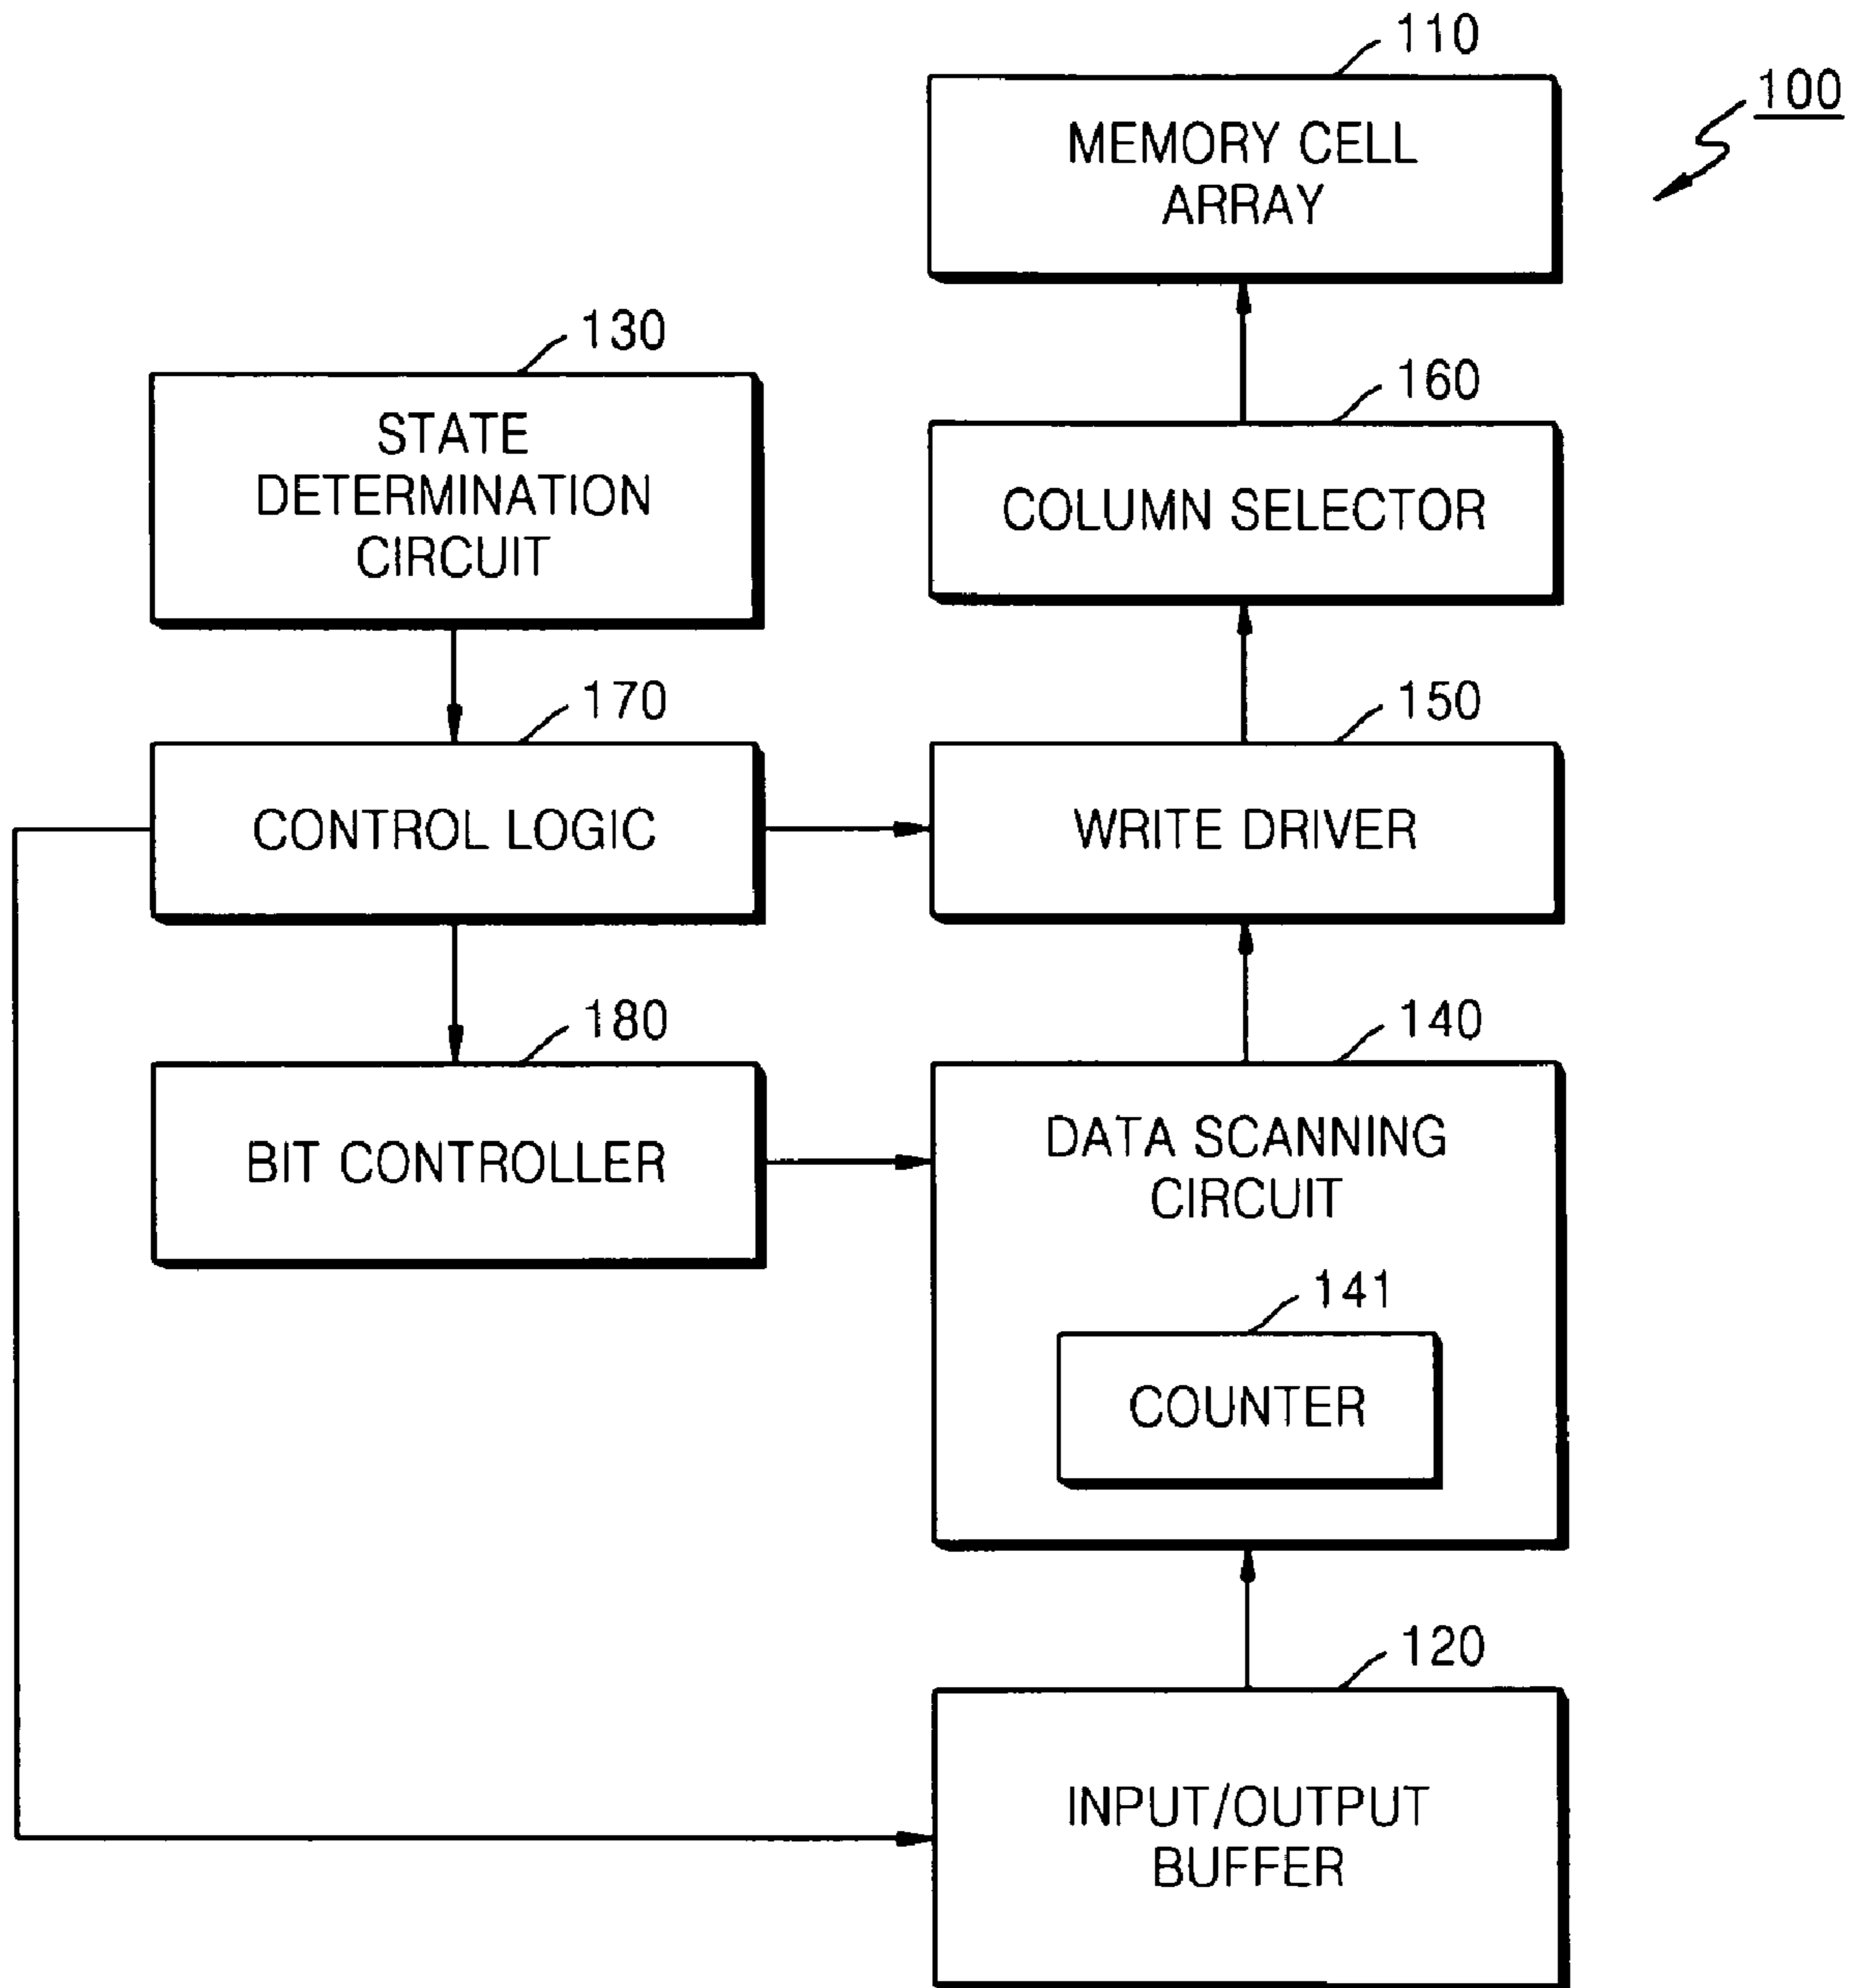 110
100
MEMORY CELL
ARRAY
130
160
STATE
DETERMINATION
CIRCUIT
COLUMN SELECTOR
170
150
CONTROL LOGIC
WRITE DRIVER
180
140
BIT CONTROLLER
DATA SCANNING
CIRCUIT
141
COUNTER
120
INPUT/OUTPUT
BUFFER